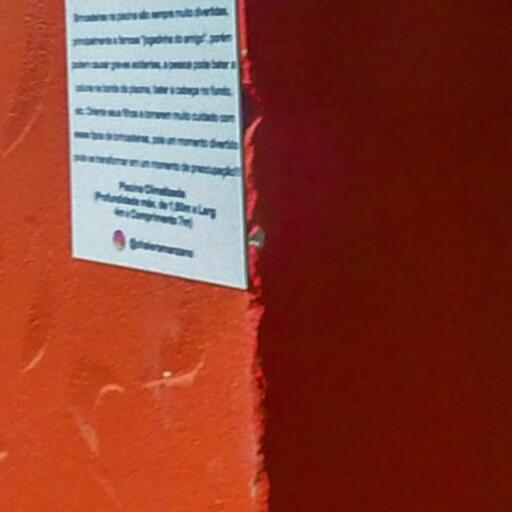 Brincadeiras na piscina são sempre muito divertidas,
principalmente a famosa "jogadinha do amigo", porém
podem causar graves acidentes, a pessoa pode bater a
coluna na borda da piscina, bater a cabeça no fundo,
etc. Oriente seus filhos a tomarem muito cuidado com
esses tipos de brincadeiras, pois um momento divertido
pode se transformar em um momento de preocupação!!
Piscina Climatizada
(Profundidade máx. de 1,60m x Larg
4m x Comprimento 7m)